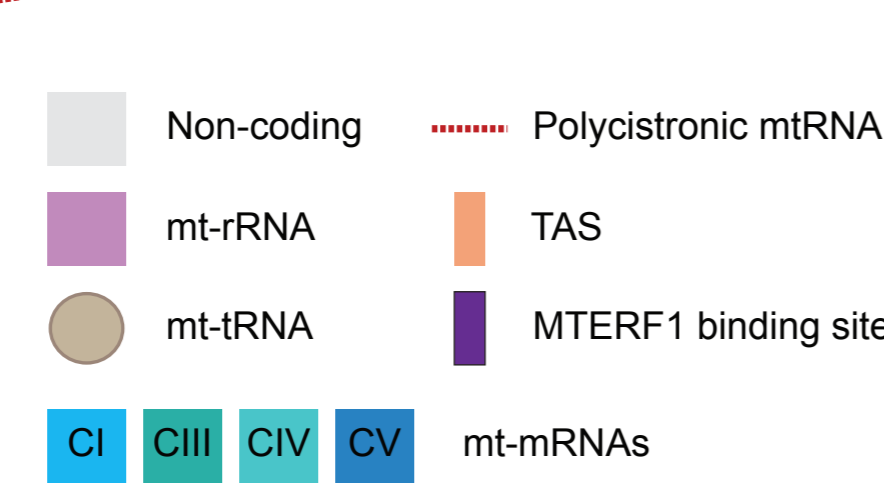 Non-coding Polycistronic mtRNA
mt-rRNA TAS
mt-tRNA MTERF1 binding site
CI CIII CIV CV mt-mRNAs